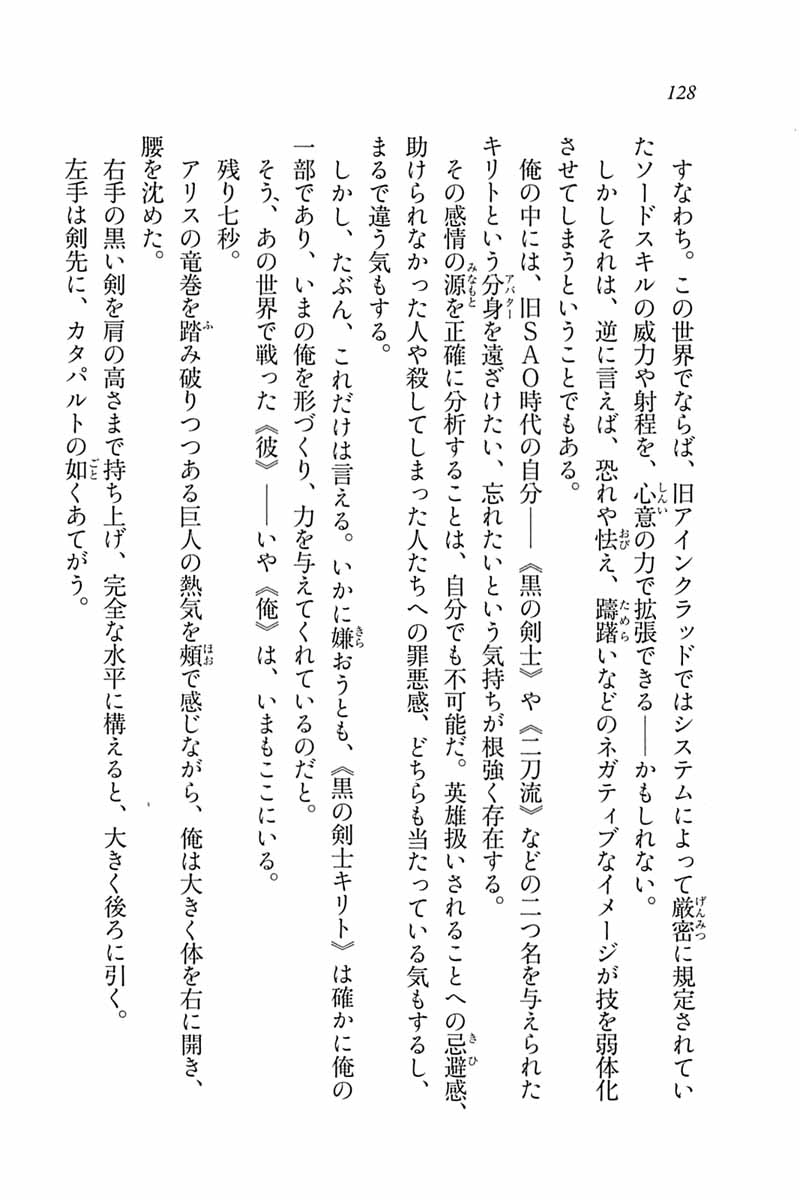 128
すなわち。この世界でならば、旧アインクラッドではシステムによって厳密に規定されてい
たソードスキルの威力や射程を、心意の力で拡張できる――かもしれない。
しかしそれは、逆に言えば、恐れや怯え、躊躇いなどのネガティブなイメージが技を弱体化
させてしまうということでもある。
俺の中には、旧SAO時代の自分――《黒の剣士》や《二刀流》などの二つ名を与えられた
キリトという分身を遠ざけたい、忘れたいという気持ちが根強く存在する。
その感情の源を正確に分析することは、自分でも不可能だ。英雄扱いされることへの忌避感、
助けられなかった人や殺してしまった人たちへの罪悪感、どちらも当たっている気もするし、
まるで違う気もする。
しかし、たぶん、これだけは言える。いかに嫌おうとも、《黒の剣士キリト》は確かに俺の
一部であり、いまの俺を形づくり、力を与えてくれているのだと。
そう、あの世界で戦った《彼》――いや《俺》は、いまもここにいる。
残り七秒。
アリスの竜巻を踏み破りつつある巨人の熱気を頰で感じながら、俺は大きく体を右に開き、
腰を沈めた。
右手の黒い剣を肩の高さまで持ち上げ、完全な水平に構えると、大きく後ろに引く。
左手は剣先に、カタパルトの如くあてがう。